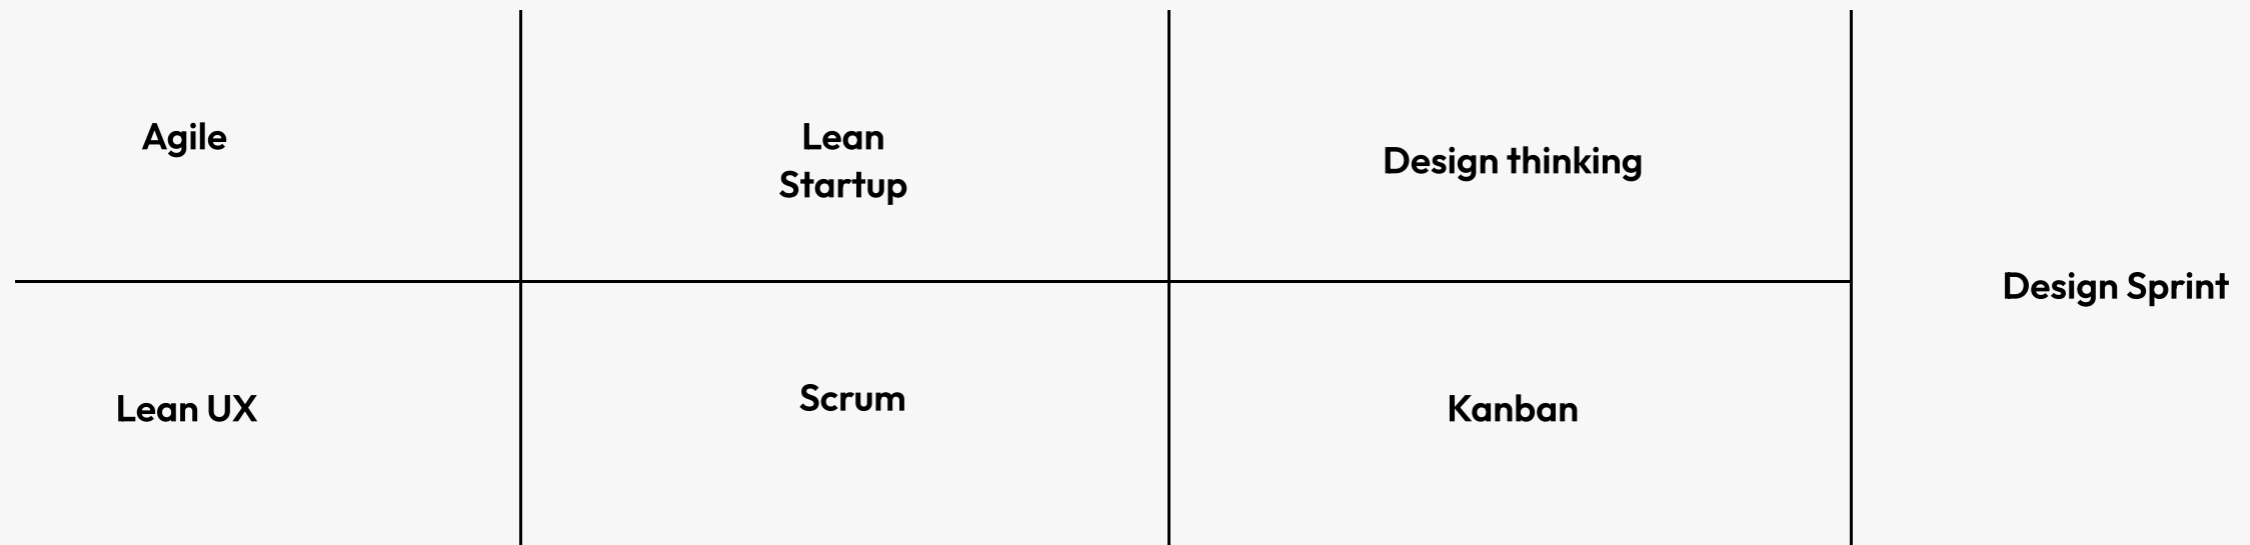 Agile
Lean
Startup
Design thinking
Design Sprint
Lean UX
Scrum
Kanban